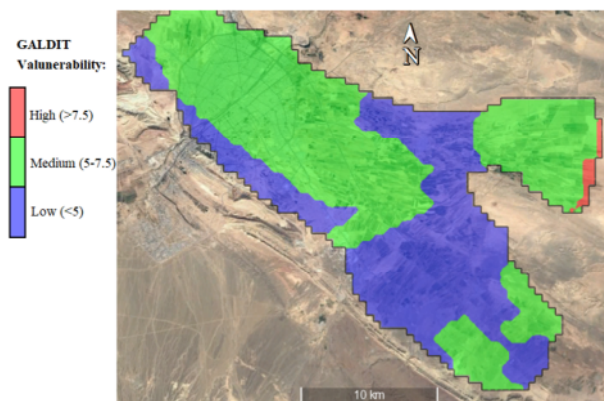 GALDIT
Valunerability:
High (>7.5)
Medium (5-7.5)
Low (<5)
N
10 km